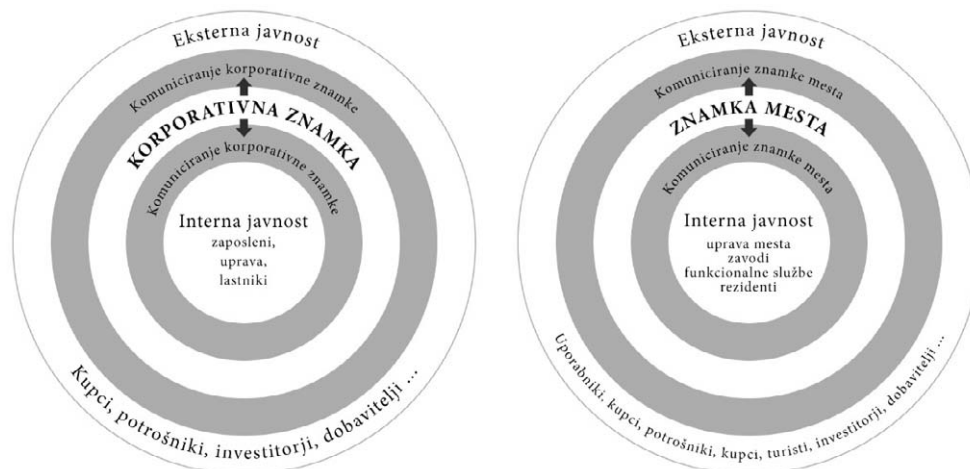 Eksterna javnost
Komuniciranje korporativne znamke
KORPORATIVNA ZNAMKA
Komuniciranje korporativne znamke
Interna javnost
zaposleni,
uprava,
lastniki
Kupci, potrošniki, investitorji, dobavitelji ...
Eksterna javnost
Komuniciranje znamke mesta
ZNAMKA MESTA
Komuniciranje znamke mesta
Interna javnost
uprava mesta
zavodi
funkcionalne službe
rezidenti
Uporabniki, kupci, potrošniki, kupci, turisti, investitorji, dobavitelji ...